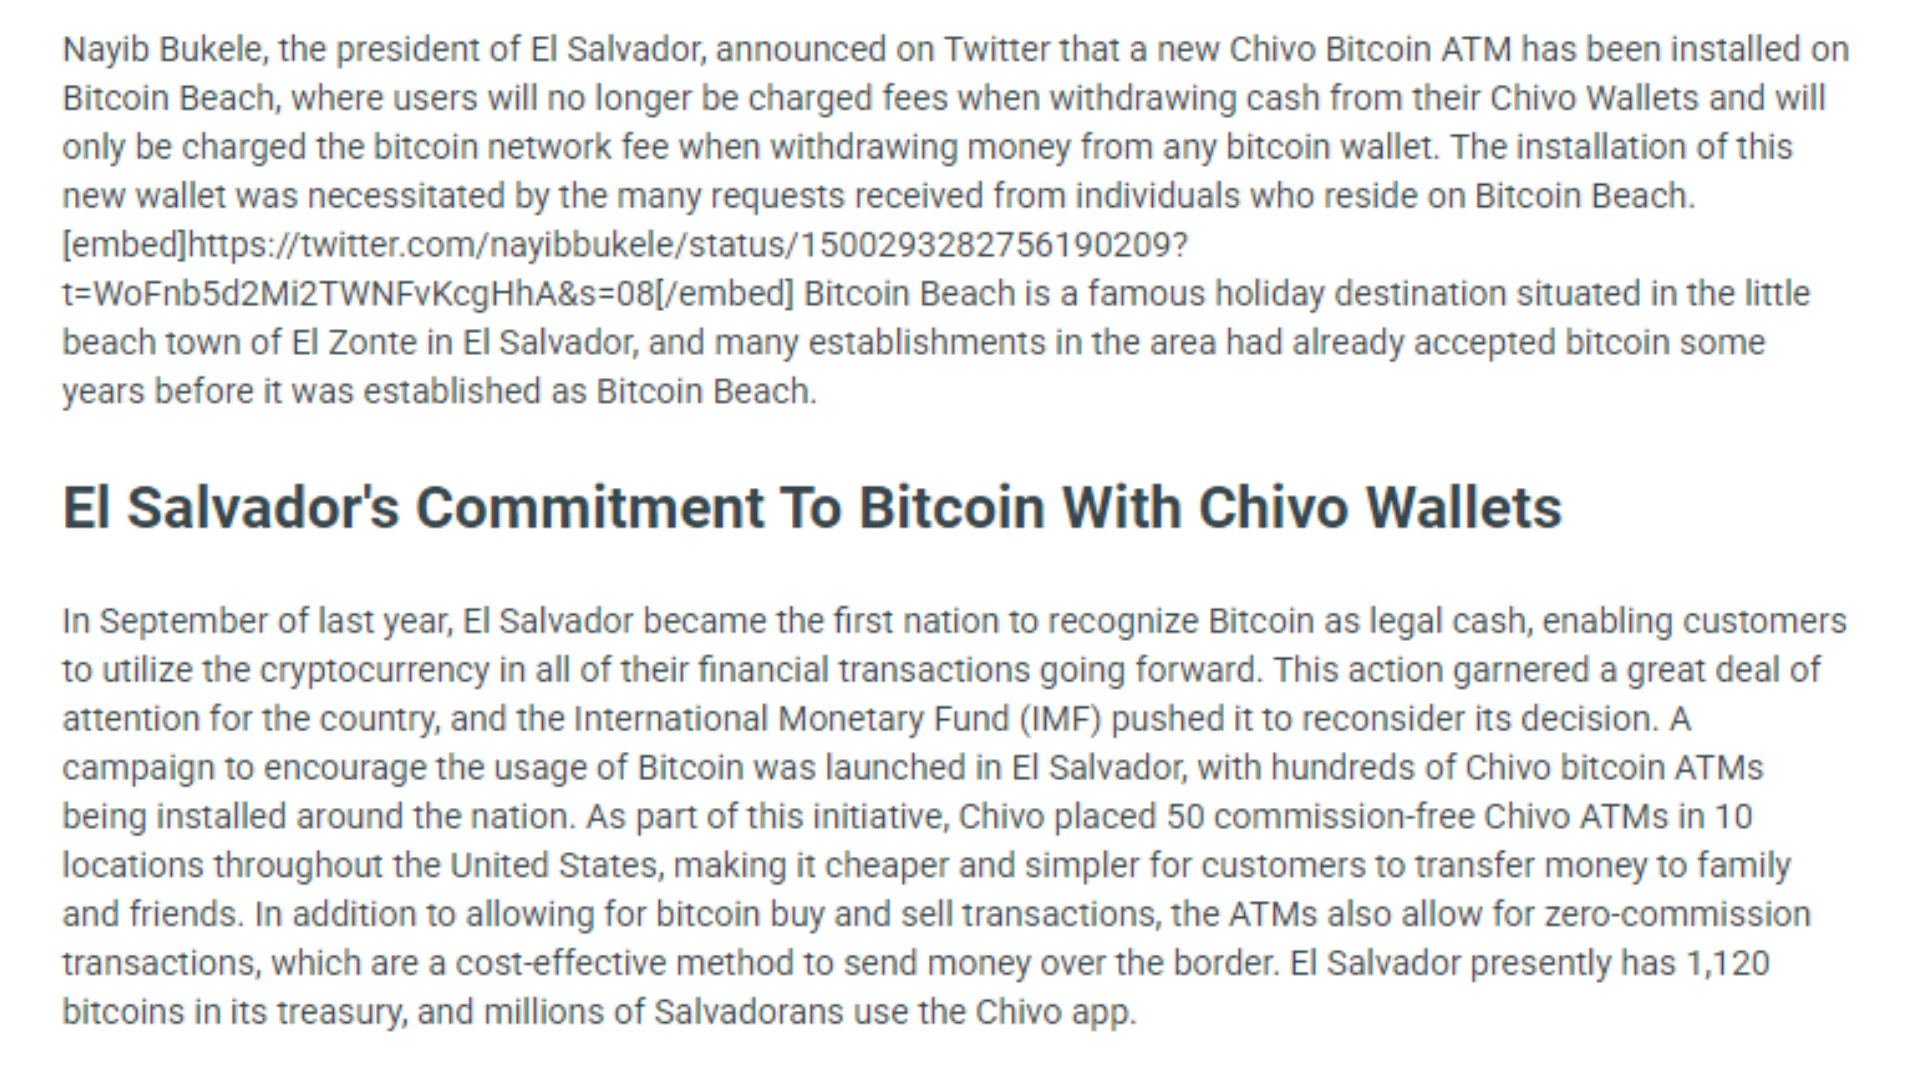 Nayib Bukele, the president of El Salvador, announced on Twitter that a new Chivo Bitcoin ATM has been installed on
Bitcoin Beach, where users will no longer be charged fees when withdrawing cash from their Chivo Wallets and will
only be charged the bitcoin network fee when withdrawing money from any bitcoin wallet. The installation of this
new wallet was necessitated by the many requests received from individuals who reside on Bitcoin Beach.
[embed]https://twitter.com/nayibbukele/status/1500293282756190209?
t=WoFnb5d2Mi2TWNFvKcgHhA&s=08[/embed] Bitcoin Beach is a famous holiday destination situated in the little
beach town of El Zonte in El Salvador, and many establishments in the area had already accepted bitcoin some
years before it was established as Bitcoin Beach.
El Salvador's Commitment To Bitcoin With Chivo Wallets
In September of last year, El Salvador became the first nation to recognize Bitcoin as legal cash, enabling customers
to utilize the cryptocurrency in all of their financial transactions going forward. This action garnered a great deal of
attention for the country, and the International Monetary Fund (IMF) pushed it to reconsider its decision. A
campaign to encourage the usage of Bitcoin was launched in El Salvador, with hundreds of Chivo bitcoin ATMs
being installed around the nation. As part of this initiative, Chivo placed 50 commission-free Chivo ATMs in 10
locations throughout the United States, making it cheaper and simpler for customers to transfer money to family
and friends. In addition to allowing for bitcoin buy and sell transactions, the ATMs also allow for zero-commission
transactions, which are a cost-effective method to send money over the border. El Salvador presently has 1,120
bitcoins in its treasury, and millions of Salvadorans use the Chivo app.